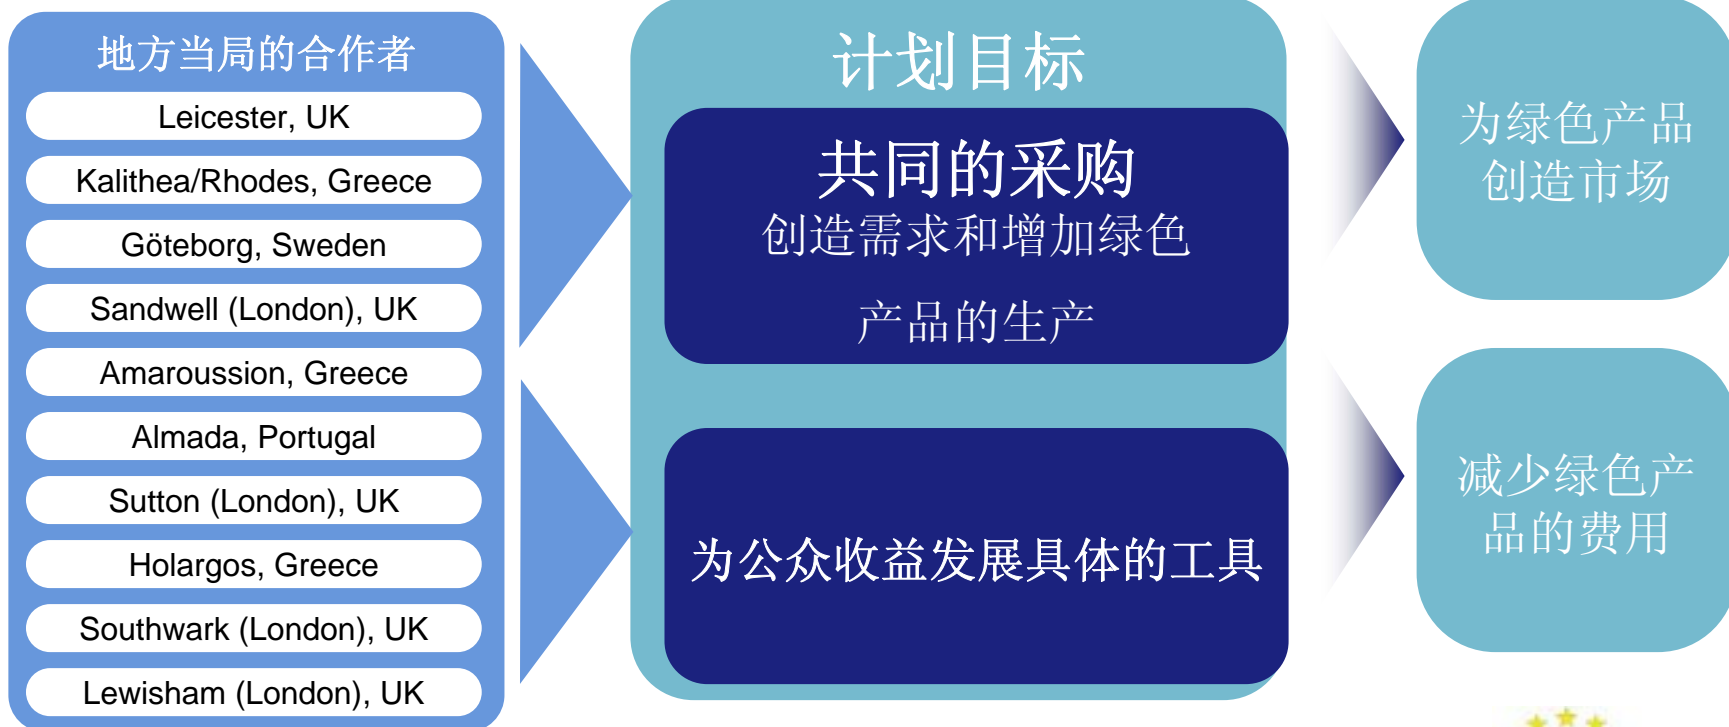 地方当局的合作者
Leicester, UK
Kalithea/Rhodes, Greece
Göteborg, Sweden
Sandwell (London), UK
Amaroussion, Greece
Almada, Portugal
Sutton (London), UK
Holargos, Greece
Southwark (London), UK
Lewisham (London), UK
计划目标
共同的采购
创造需求和增加绿色
产品的生产
为公众收益发展具体的工具
为绿色产品
创造市场
减少绿色产
品的费用